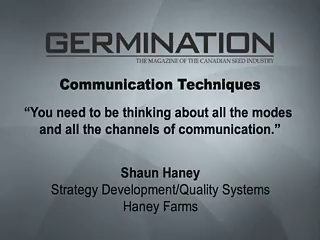 GERMINATION
THE MAGAZINE OF THE CANADIAN SEED INDUSTRY
Communication Techniques
“You need to be thinking about all the modes
and all the channels of communication.”
Shaun Haney
Strategy Development/Quality Systems
Haney Farms